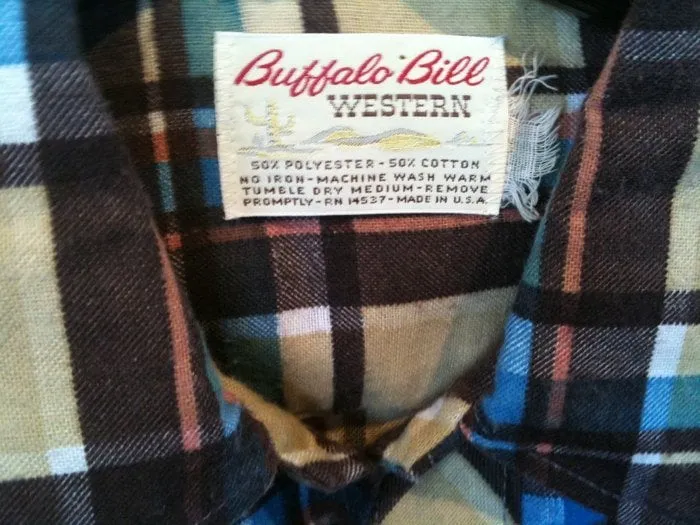 Buffalo Bill
WESTERN
50% POLYESTER - 50% COTTON
NO IRON - MACHINE WASH WARM
TUMBLE DRY MEDIUM - REMOVE
PROMPTLY - RN 14537 - MADE IN U.S.A.